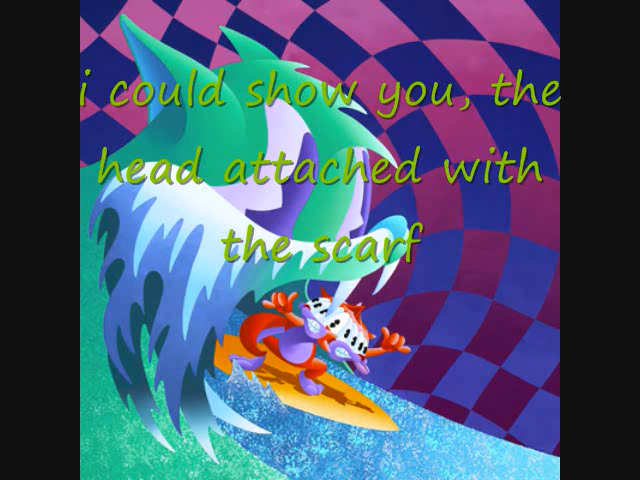 i could show you, the
head attached with
the scarf